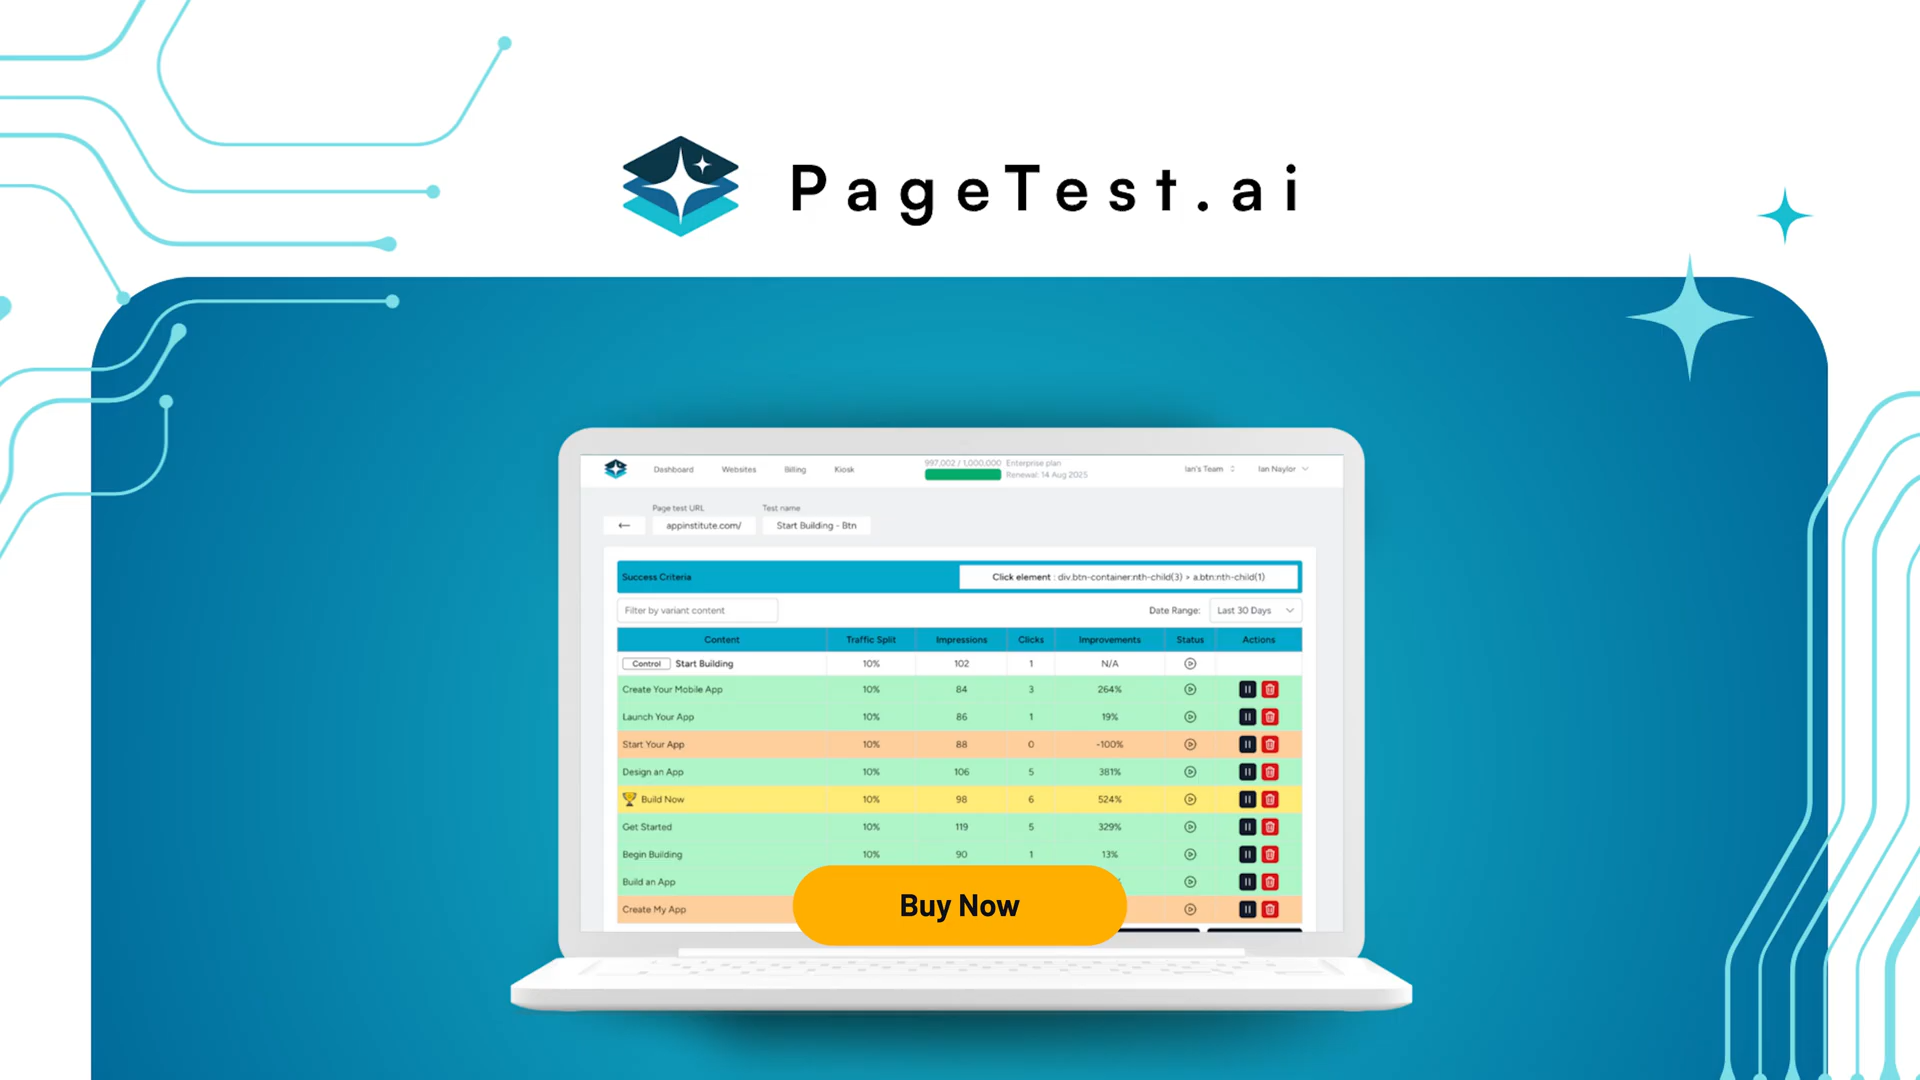 PageTest.ai
Dashboard Websites Billing Kiosk 997,002 / 1,000,000 Enterprise plan Ian's Team Ian Naylor
Renewal: 14 Aug 2025
Page test URL Test name
← appinstitute.com/ Start Building - Btn
Success Criteria Click element : div.btn-container:nth-child(3) > a.btn:nth-child(1)
Filter by variant content Date Range: Last 30 Days
Content Traffic Split Impressions Clicks Improvements Status Actions
Control Start Building 10% 102 1 N/A
Create Your Mobile App 10% 84 3 264%
Launch Your App 10% 86 1 19%
Start Your App 10% 88 0 -100%
Design an App 10% 106 5 381%
Build Now 10% 98 6 524%
Get Started 10% 119 5 329%
Begin Building 10% 90 1 13%
Build an App
Create My App
Buy Now